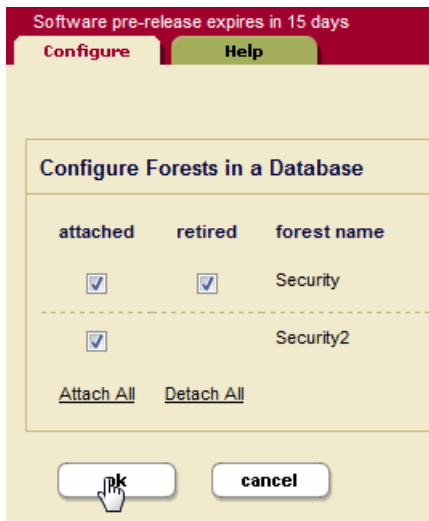 Software pre-release expires in 15 days
Configure Help
Configure Forests in a Database
attached retired forest name
Security
Security2
Attach All Detach All
ok cancel